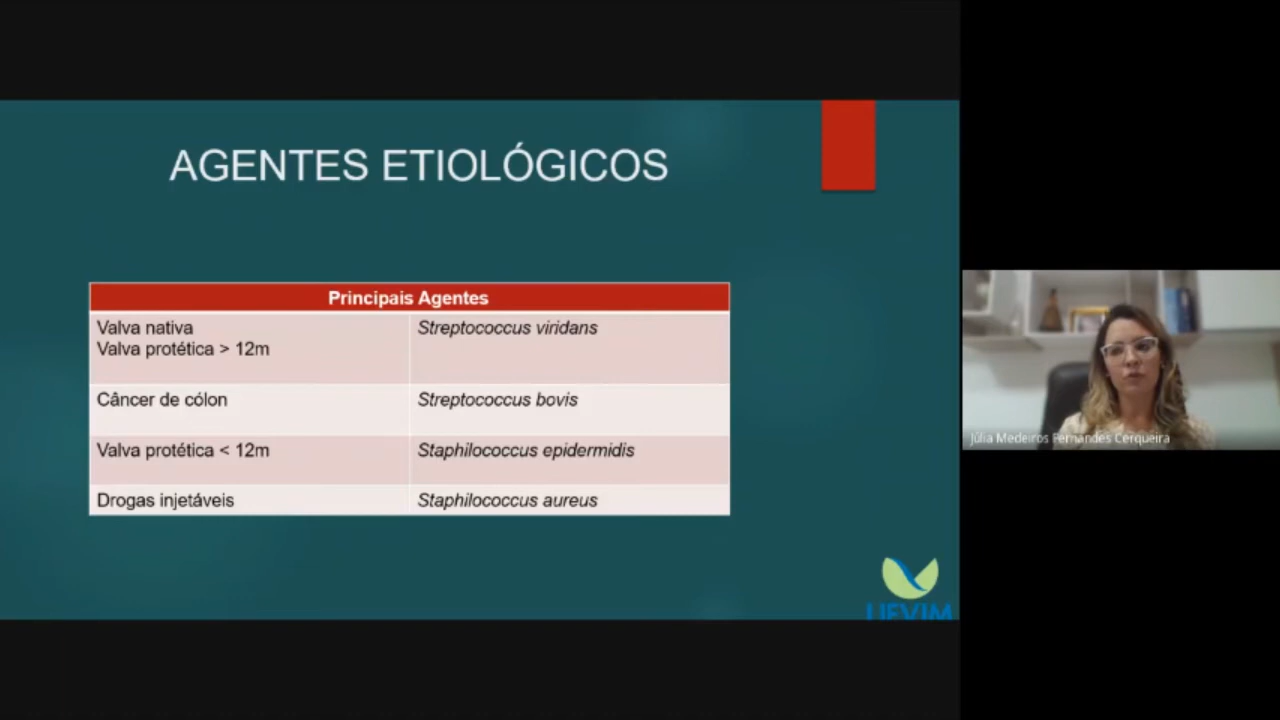 AGENTES ETIOLÓGICOS
Principais Agentes
Valva nativa
Valva protética > 12m
Streptococcus viridans
Câncer de cólon
Streptococcus bovis
Valva protética < 12m
Staphilococcus epidermidis
Drogas injetáveis
Staphilococcus aureus
Júlia Medeiros Fernandes Cerqueira